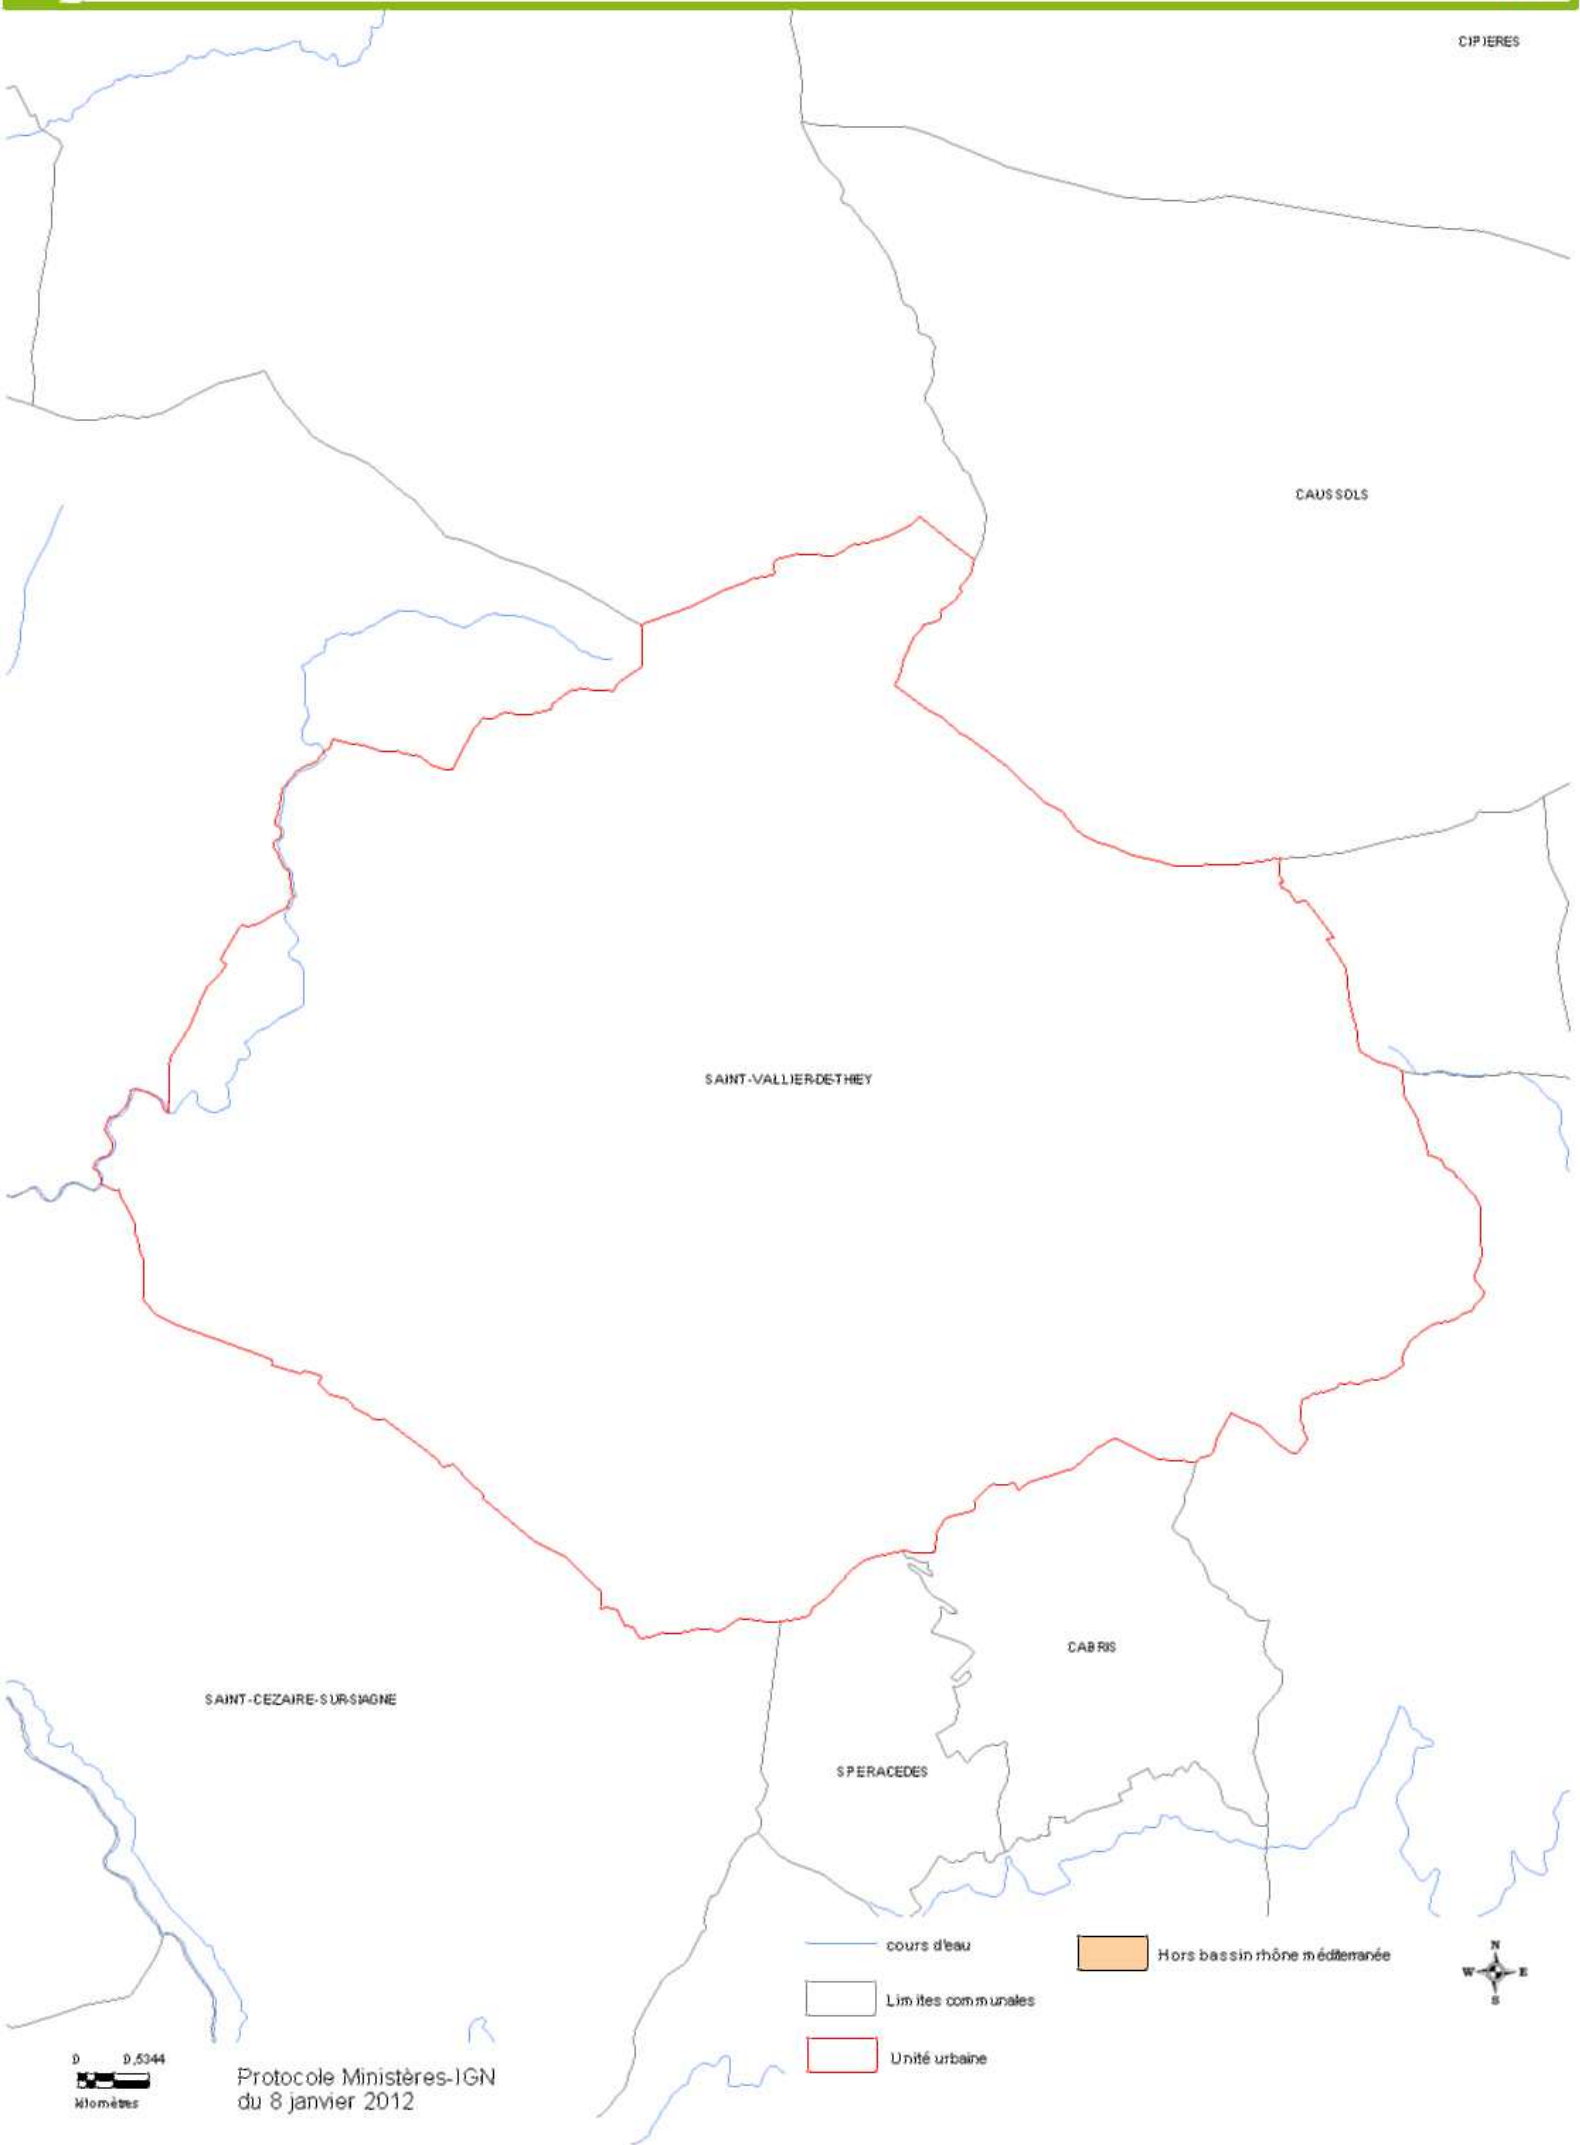 CIPIERES
CAUSSOLS
SAINT-VALLIER-DE-THIEY
CABRIS
SAINT-CEZAIRE-SUR-SIAGNE
SPERACEDES
cours d'eau
Hors bassin rhône méditerranée
Limites communales
Unité urbaine
N
W E
S
0 0,5344
kilomètres
Protocole Ministères-IGN
du 8 janvier 2012